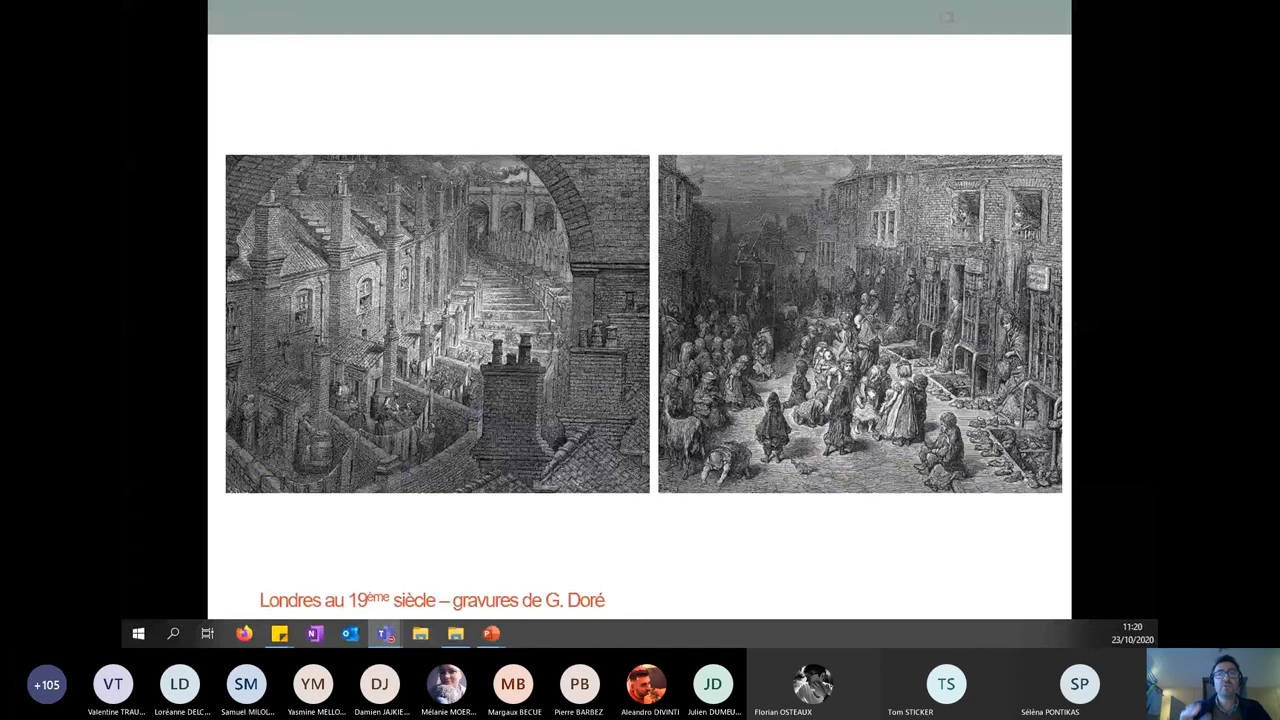 Londres au 19ème siècle – gravures de G. Doré
11:20
23/10/2020
+105
VT
LD
SM
YM
DJ
MB
PB
JD
TS
SP
Valentine TRAU...
Loréanne DELC...
Samuel MILOL...
Yasmine MELLO...
Damien JAJKIE...
Mélanie MOER...
Margaux BECUE
Pierre BARBEZ
Aleandro DIVINTI
Julien DUMEU...
Florian OSTEAUX
Tom STICKER
Séléna PONTIKAS